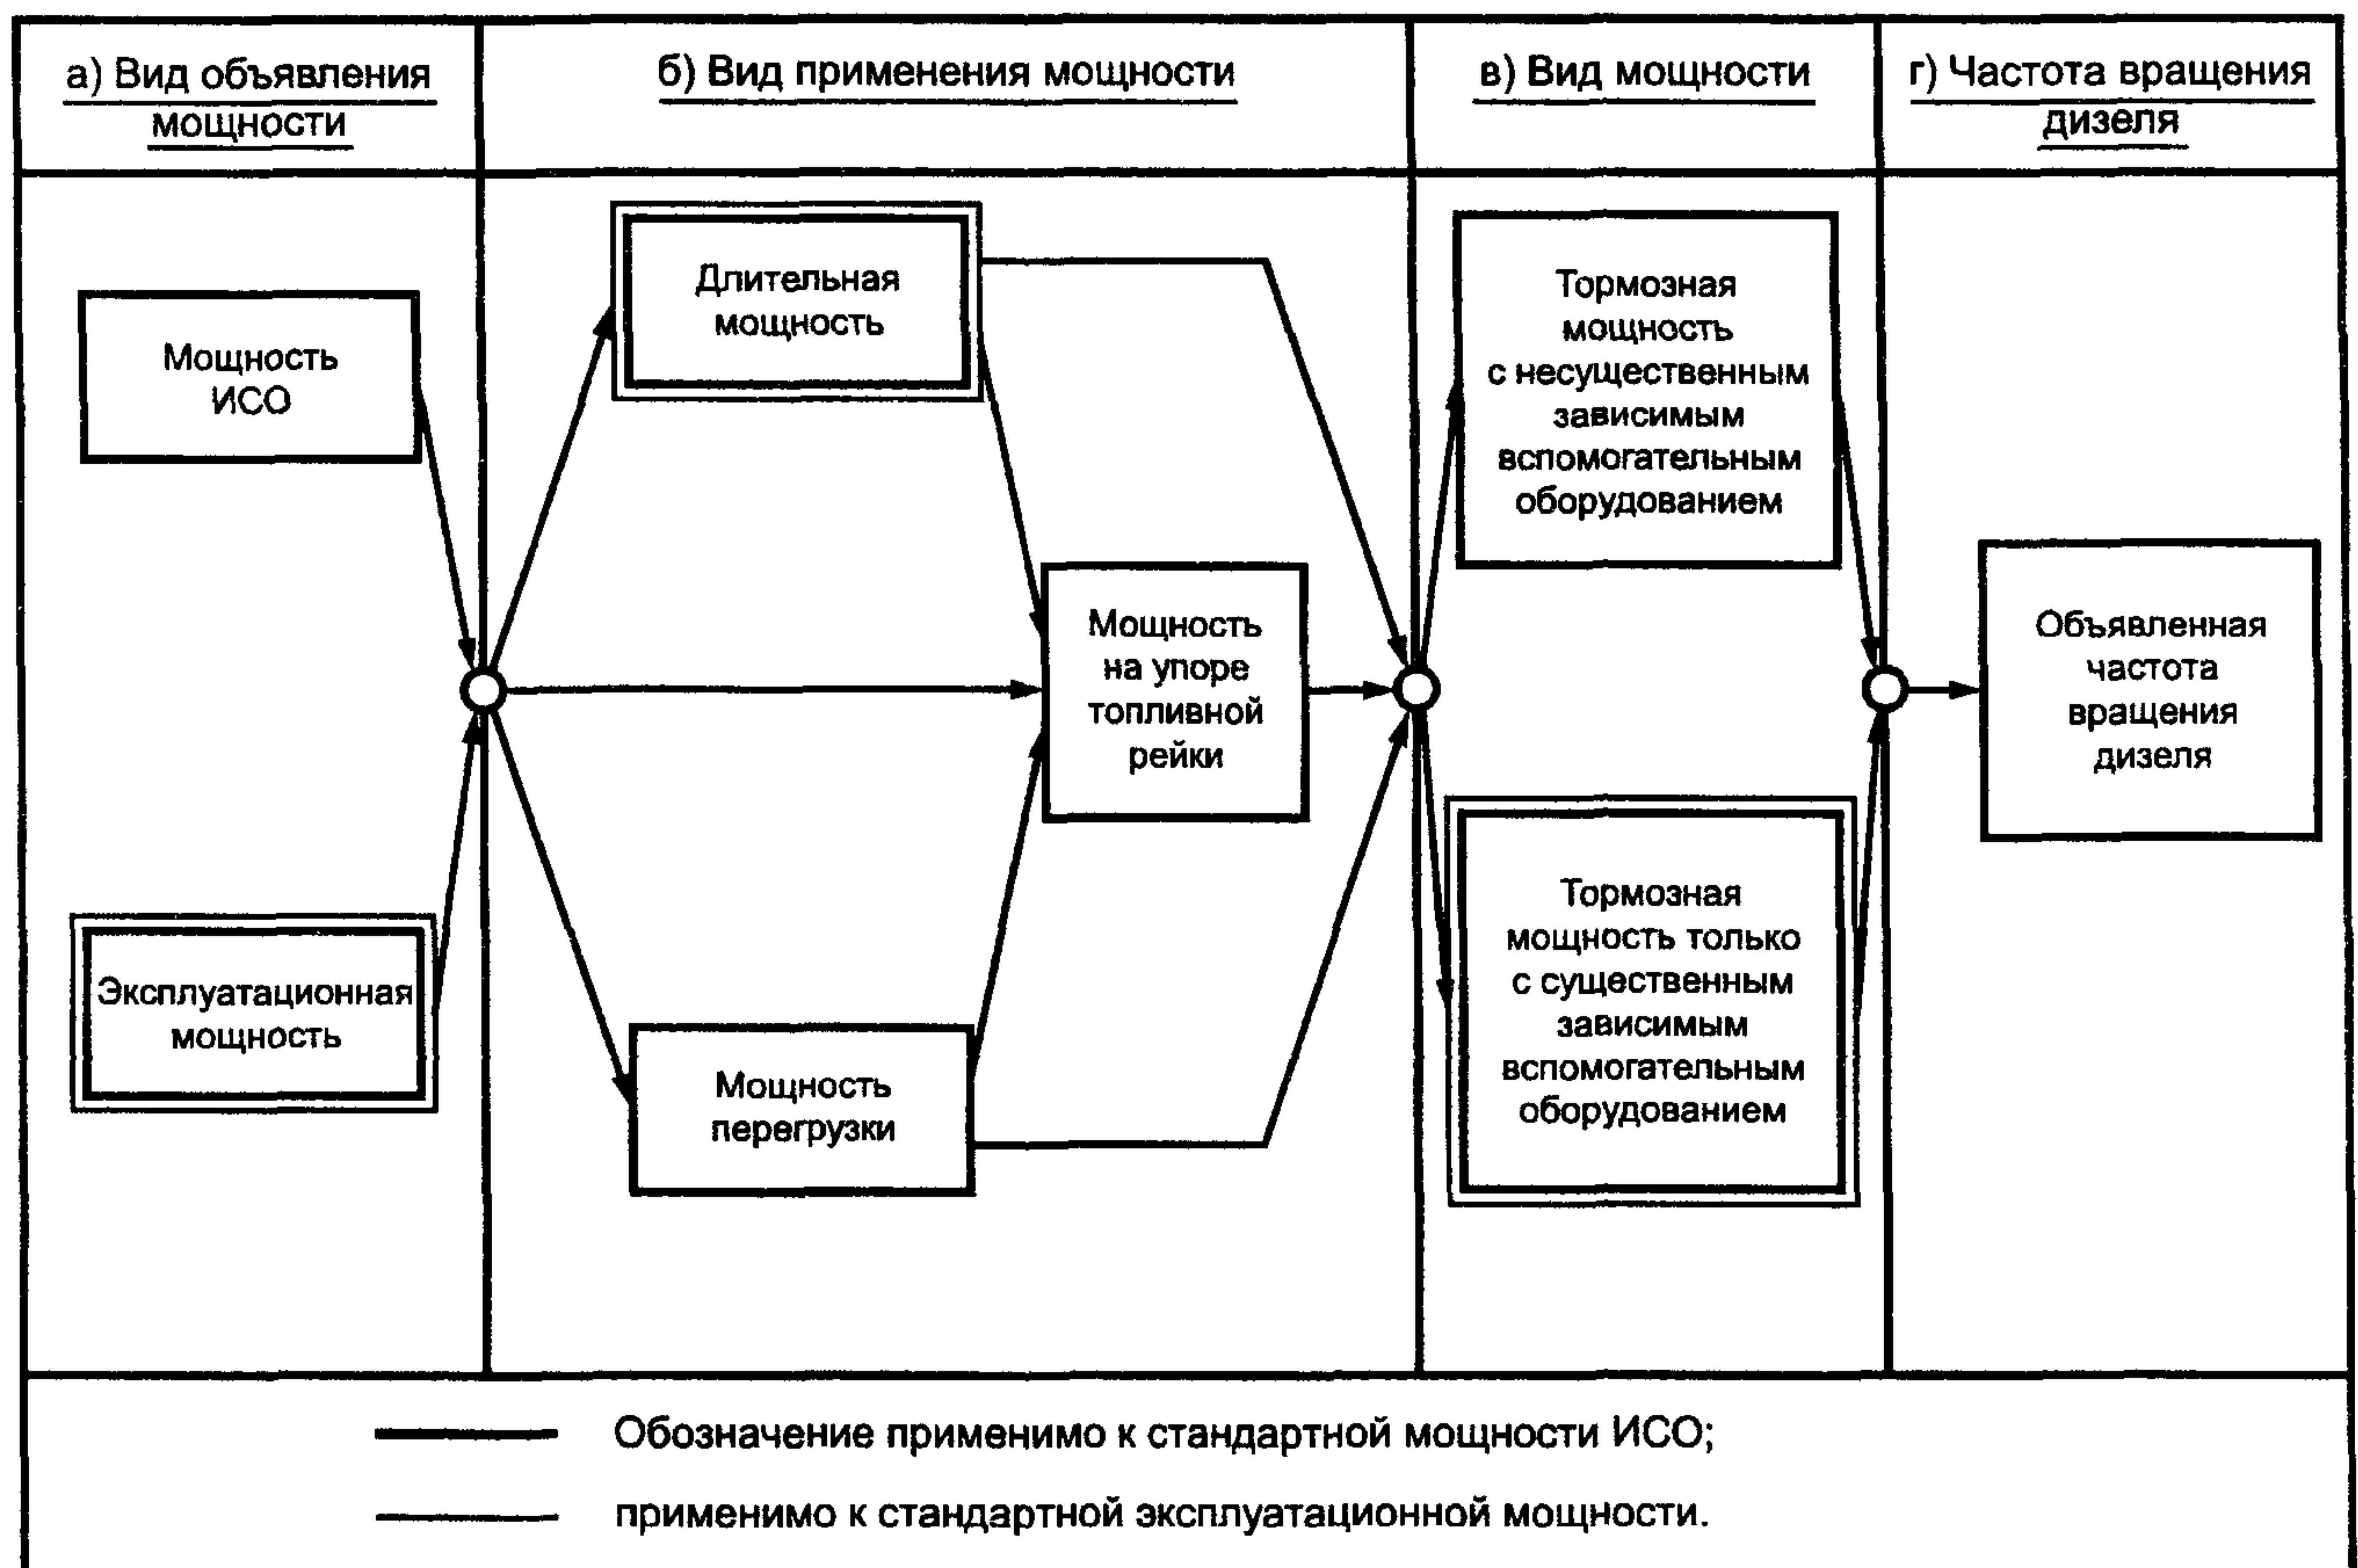 а) Вид объявления
мощности
б) Вид применения мощности
в) Вид мощности
г) Частота вращения
дизеля
Мощность
ИСО
Эксплуатационная
мощность
Длительная
мощность
Мощность
на упоре
топливной
рейки
Мощность
перегрузки
Тормозная
мощность
с несущественным
зависимым
вспомогательным
оборудованием
Тормозная
мощность только
с существенным
зависимым
вспомогательным
оборудованием
Объявленная
частота
вращения
дизеля
Обозначение применимо к стандартной мощности ИСО;
применимо к стандартной эксплуатационной мощности.